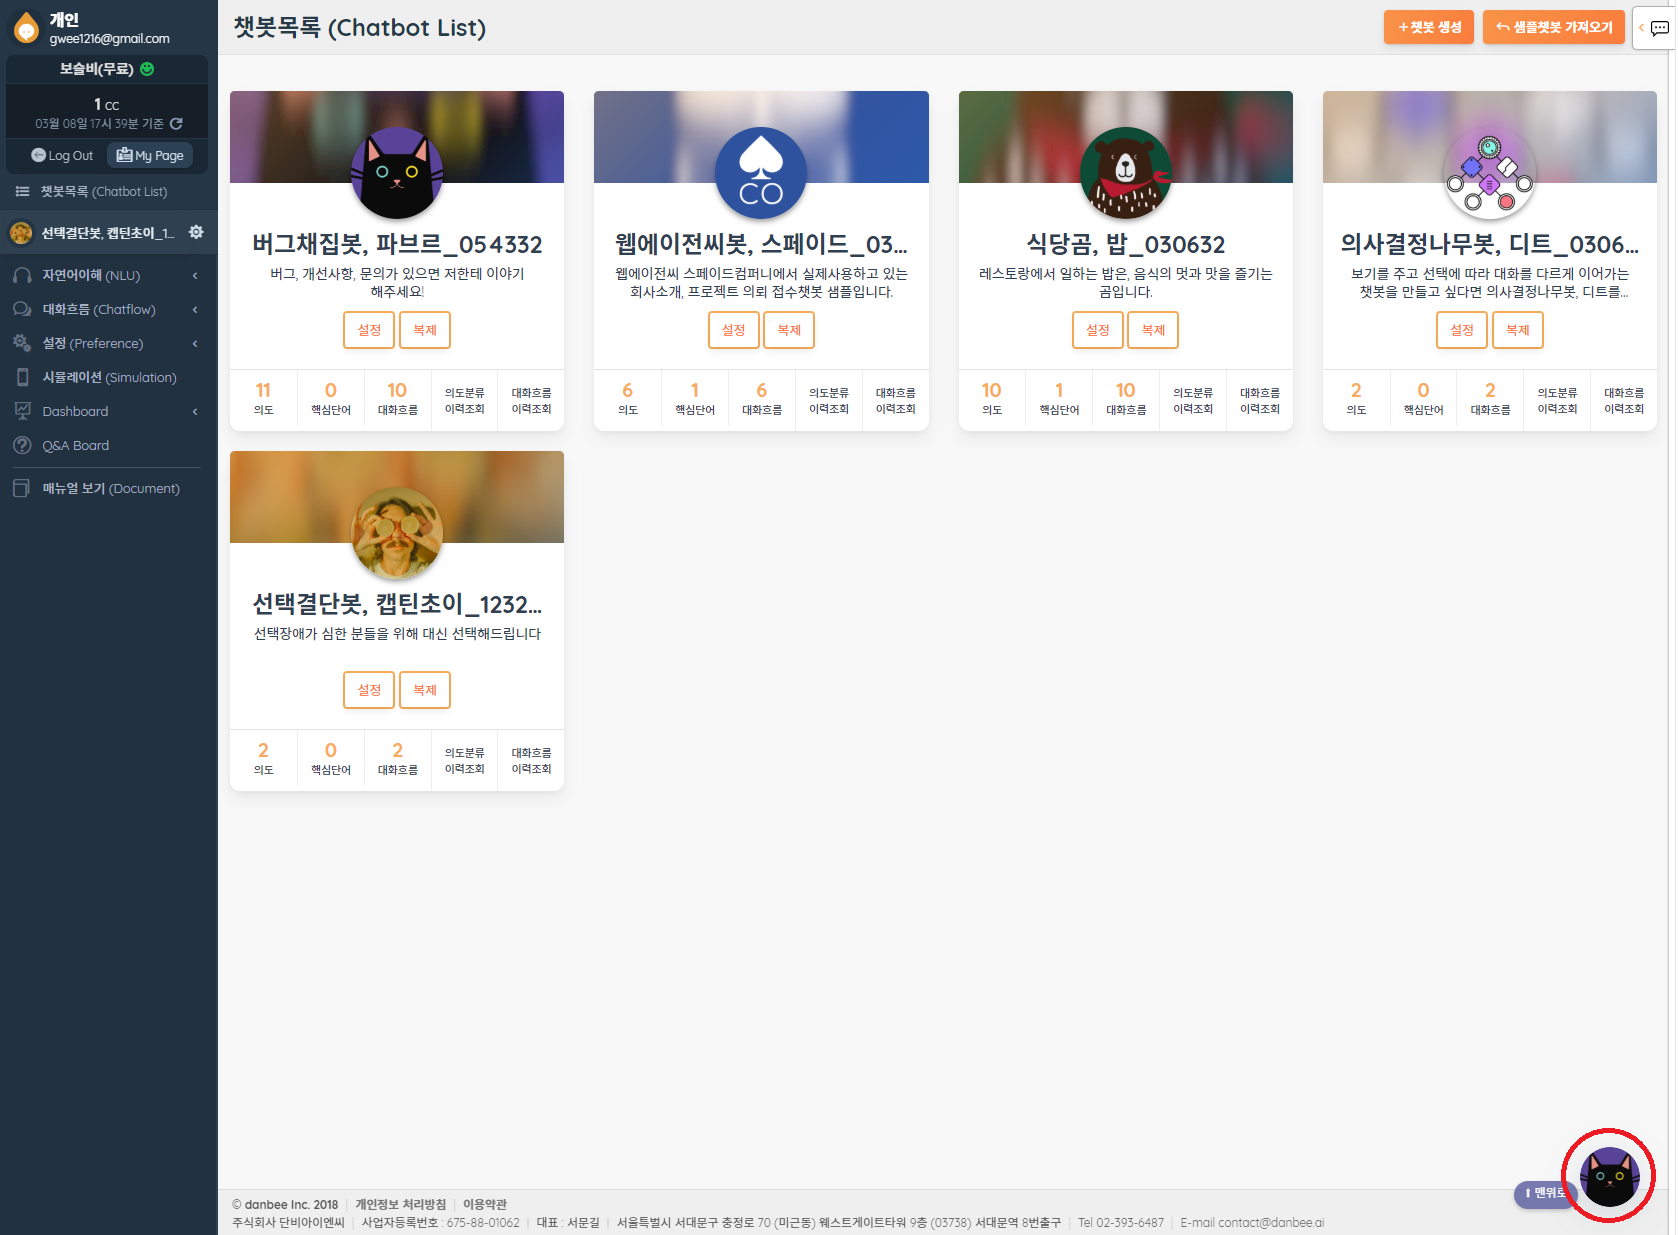 개인
gwee1216@gmail.com
보슬비(무료)
1 cc
03월 08일 17시 39분 기준
Log Out
My Page
챗봇목록 (Chatbot List)
선택결단봇, 캡틴초이_1...
자연어이해 (NLU)
대화흐름 (Chatflow)
설정 (Preference)
시뮬레이션 (Simulation)
Dashboard
Q&A Board
매뉴얼 보기 (Document)
챗봇목록 (Chatbot List)
+ 챗봇 생성
샘플챗봇 가져오기
버그채집봇, 파브르_054332
버그, 개선사항, 문의가 있으면 저한테 이야기
해주세요!
설정 복제
11 0 10 의도분류 대화흐름
의도 핵심단어 대화흐름 이력조회 이력조회
CO
웹에이전씨봇, 스페이드_03...
웹에이전씨 스페이드컴퍼니에서 실제사용하고 있는
회사소개, 프로젝트 의뢰 접수챗봇 샘플입니다.
설정 복제
6 1 6 의도분류 대화흐름
의도 핵심단어 대화흐름 이력조회 이력조회
식당곰, 밥_030632
레스토랑에서 일하는 밥은, 음식의 멋과 맛을 즐기는
곰입니다.
설정 복제
10 1 10 의도분류 대화흐름
의도 핵심단어 대화흐름 이력조회 이력조회
의사결정나무봇, 디트_0306...
보기를 주고 선택에 따라 대화를 다르게 이어가는
챗봇을 만들고 싶다면 의사결정나무봇, 디트를...
설정 복제
2 0 2 의도분류 대화흐름
의도 핵심단어 대화흐름 이력조회 이력조회
선택결단봇, 캡틴초이_1232...
선택장애가 심한 분들을 위해 대신 선택해드립니다
설정 복제
2 0 2 의도분류 대화흐름
의도 핵심단어 대화흐름 이력조회 이력조회
맨위로
© danbee Inc. 2018 | 개인정보 처리방침 | 이용약관
주식회사 단비아이엔씨 | 사업자등록번호 : 675-88-01062 | 대표 : 서문길 | 서울특별시 서대문구 충정로 70 (미근동) 웨스트게이트타워 9층 (03738) 서대문역 8번출구 | Tel 02-393-6487 | E-mail contact@danbee.ai